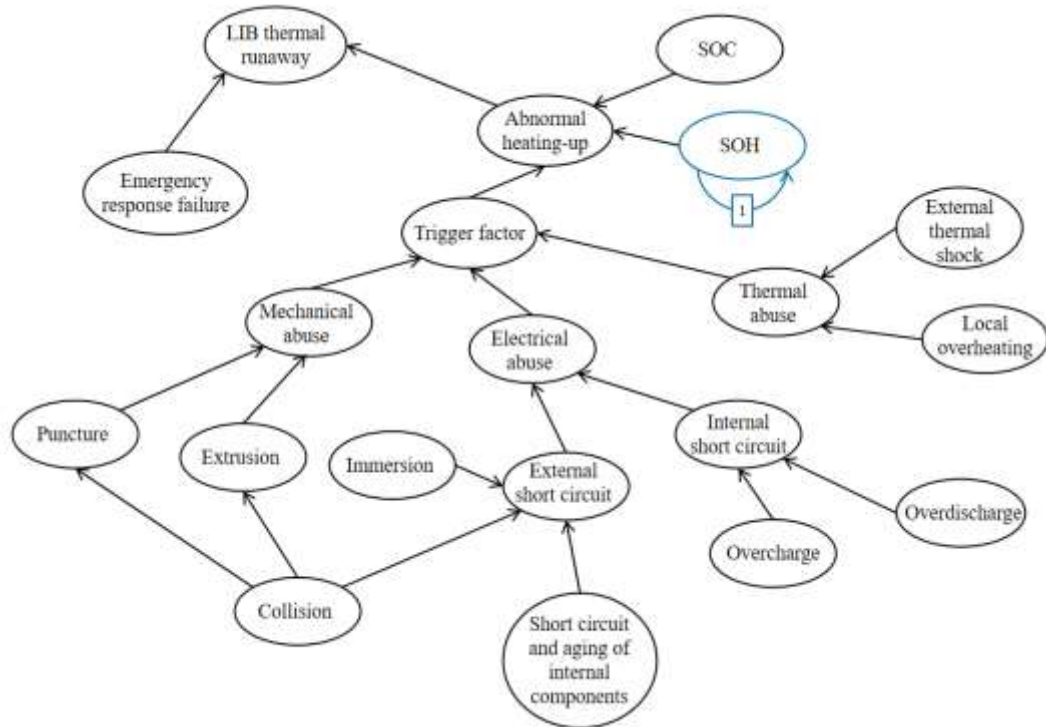 LIB thermal
runaway
SOC
Abnormal
heating-up
SOH
1
Emergency
response failure
Trigger factor
External
thermal
shock
Thermal
abuse
Mechanical
abuse
Electrical
abuse
Local
overheating
Puncture
Extrusion
Immersion
External
short circuit
Internal
short circuit
Overdischarge
Overcharge
Collision
Short circuit
and aging of
internal
components